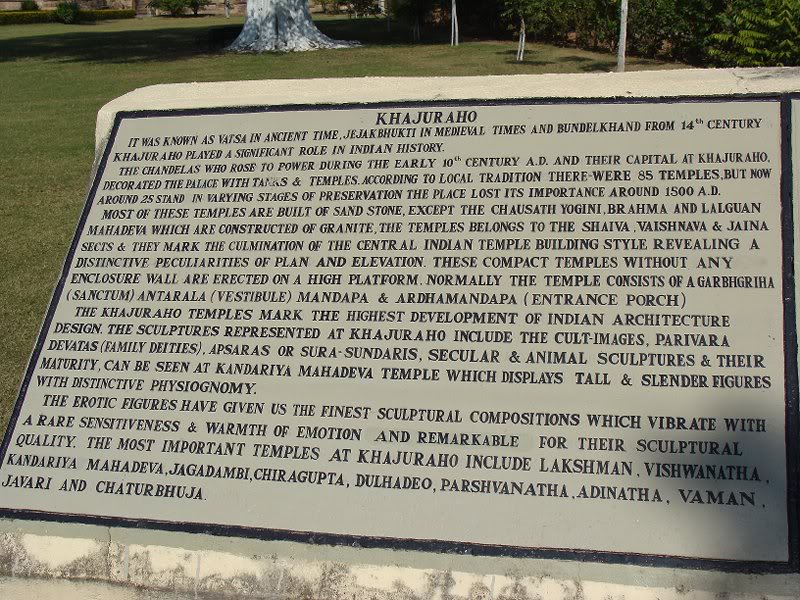 KHAJURAHO
IT WAS KNOWN AS VATSA IN ANCIENT TIME, JEJAKBHUKTI IN MEDIEVAL TIMES AND BUNDELKHAND FROM 14th CENTURY
KHAJURAHO PLAYED A SIGNIFICANT ROLE IN INDIAN HISTORY.
THE CHANDELAS WHO ROSE TO POWER DURING THE EARLY 10th CENTURY A.D. AND THEIR CAPITAL AT KHAJURAHO,
DECORATED THE PALACE WITH TANKS & TEMPLES. ACCORDING TO LOCAL TRADITION THERE-WERE 85 TEMPLES, BUT NOW
AROUND 25 STAND IN VARYING STAGES OF PRESERVATION THE PLACE LOST ITS IMPORTANCE AROUND 1500 A.D.
MOST OF THESE TEMPLES ARE BUILT OF SAND STONE, EXCEPT THE CHAUSATH YOGINI, BRAHMA AND LALGUAN
MAHADEVA WHICH ARE CONSTRUCTED OF GRANITE, THE TEMPLES BELONGS TO THE SHAIVA, VAISHNAVA & JAINA
SECTS & THEY MARK THE CULMINATION OF THE CENTRAL INDIAN TEMPLE BUILDING STYLE REVEALING A
DISTINCTIVE PECULIARITIES OF PLAN AND ELEVATION. THESE COMPACT TEMPLES WITHOUT ANY
ENCLOSURE WALL ARE ERECTED ON A HIGH PLATFORM. NORMALLY THE TEMPLE CONSISTS OF A GARBHGRIHA
(SANCTUM) ANTARALA (VESTIBULE) MANDAPA & ARDHAMANDAPA (ENTRANCE PORCH)
THE KHAJURAHO TEMPLES MARK THE HIGHEST DEVELOPMENT OF INDIAN ARCHITECTURE
DESIGN. THE SCULPTURES REPRESENTED AT KHAJURAHO INCLUDE THE CULT-IMAGES, PARIVARA
DEVATAS (FAMILY DEITIES), APSARAS OR SURA-SUNDARIS, SECULAR & ANIMAL SCULPTURES & THEIR
MATURITY, CAN BE SEEN AT KANDARIYA MAHADEVA TEMPLE WHICH DISPLAYS TALL & SLENDER FIGURES
WITH DISTINCTIVE PHYSIOGNOMY.
THE EROTIC FIGURES HAVE GIVEN US THE FINEST SCULPTURAL COMPOSITIONS WHICH VIBRATE WITH
A RARE SENSITIVENESS & WARMTH OF EMOTION AND REMARKABLE FOR THEIR SCULPTURAL
QUALITY. THE MOST IMPORTANT TEMPLES AT KHAJURAHO INCLUDE LAKSHMAN, VISHWANATHA,
KANDARIYA MAHADEVA, JAGADAMBI, CHIRAGUPTA, DULHADEO, PARSHVANATHA, ADINATHA, VAMAN,
JAVARI AND CHATURBHUJA.